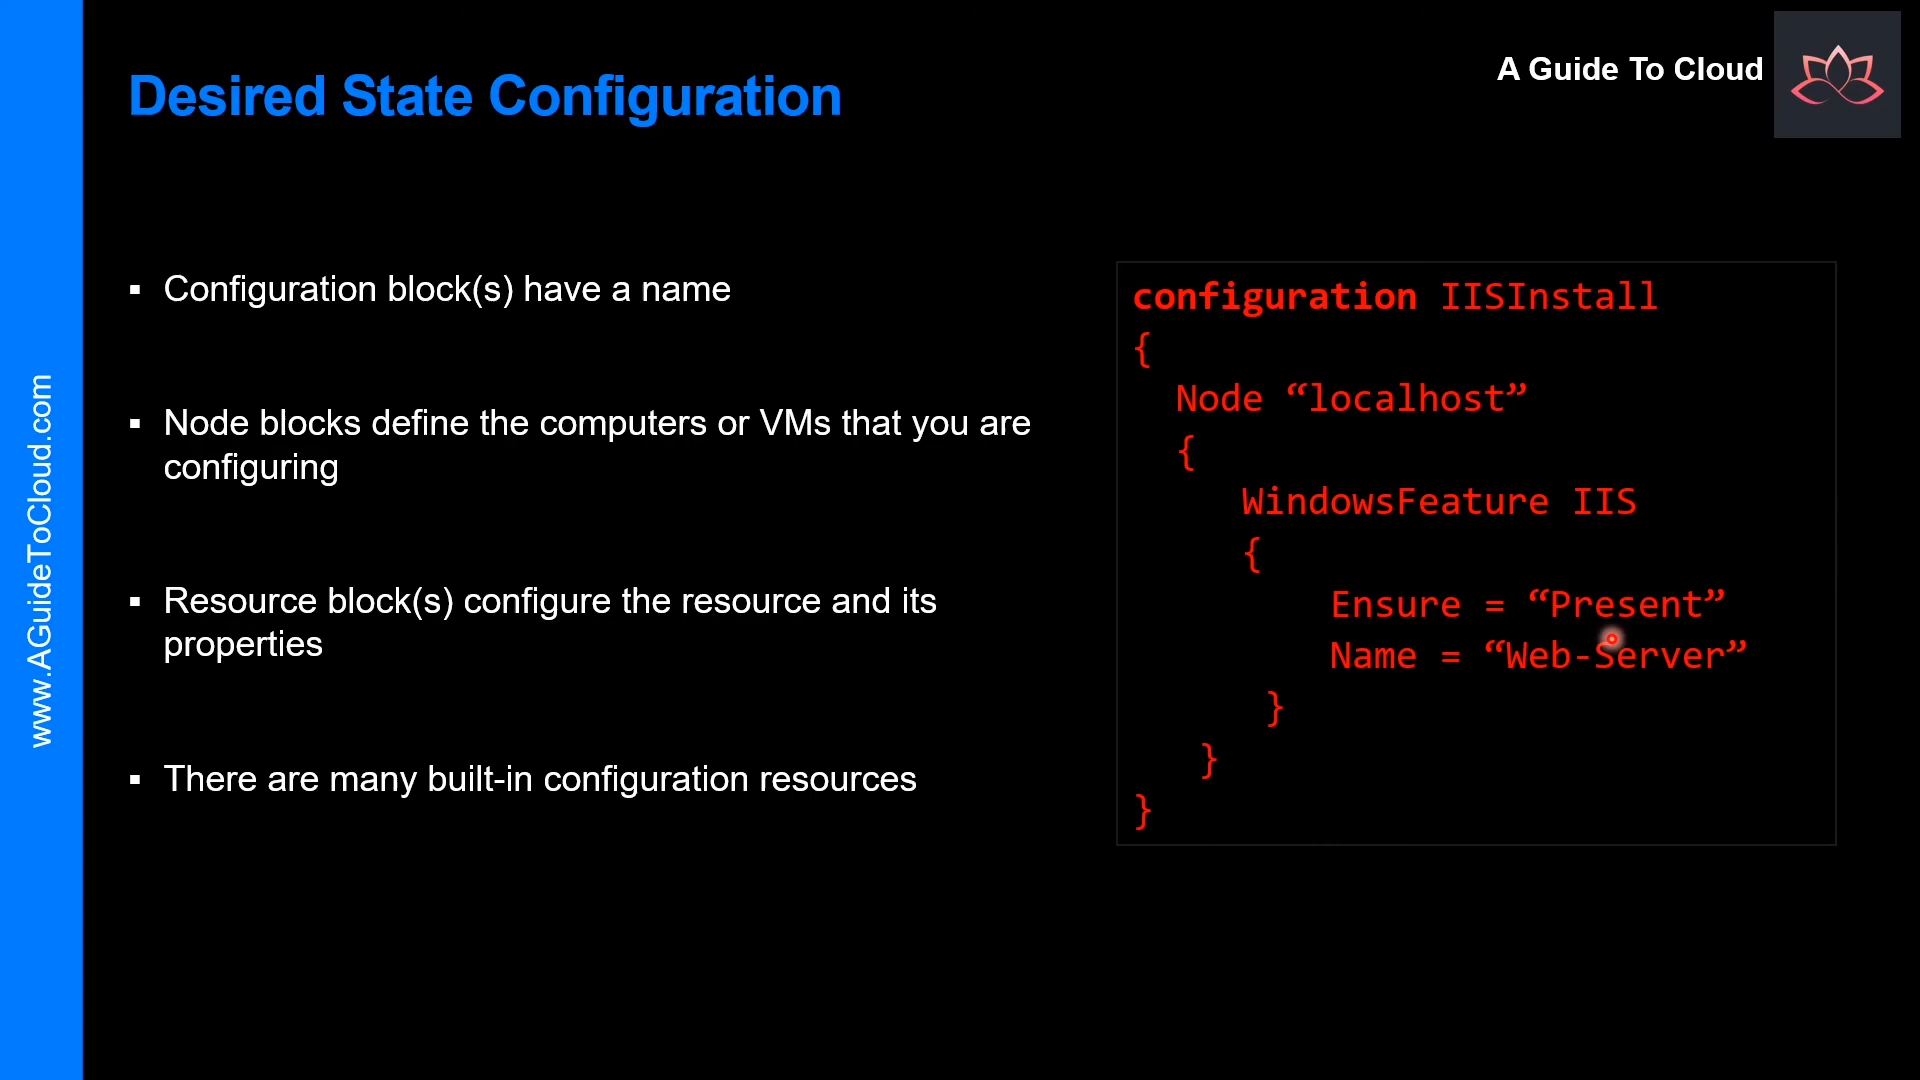 Desired State Configuration
A Guide To Cloud
www.AGuideToCloud.com
▪ Configuration block(s) have a name
▪ Node blocks define the computers or VMs that you are
configuring
▪ Resource block(s) configure the resource and its
properties
▪ There are many built-in configuration resources
configuration IISInstall
{
Node “localhost”
{
WindowsFeature IIS
{
Ensure = “Present”
Name = “Web-Server”
}
}
}